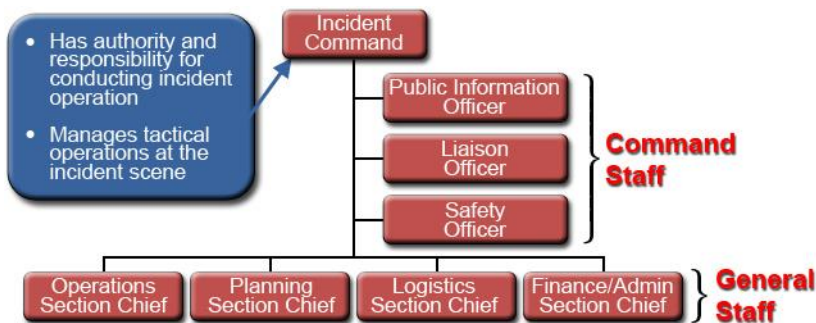 • Has authority and
responsibility for
conducting incident
operation
• Manages tactical
operations at the
incident scene
Incident
Command
Public Information
Officer
Liaison
Officer
Safety
Officer
Command
Staff
Operations
Section Chief
Planning
Section Chief
Logistics
Section Chief
Finance/Admin
Section Chief
General
Staff